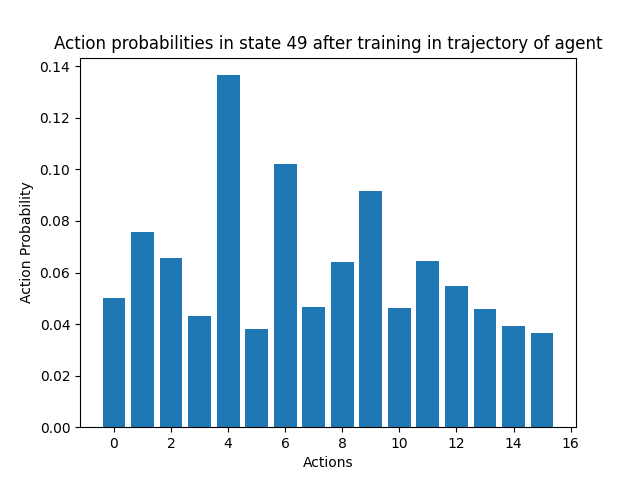 Action probabilities in state 49 after training in trajectory of agent
0.14
0.12
0.10
0.08
0.06
0.04
0.02
0.00
Action Probability
0 2 4 6 8 10 12 14 16
Actions